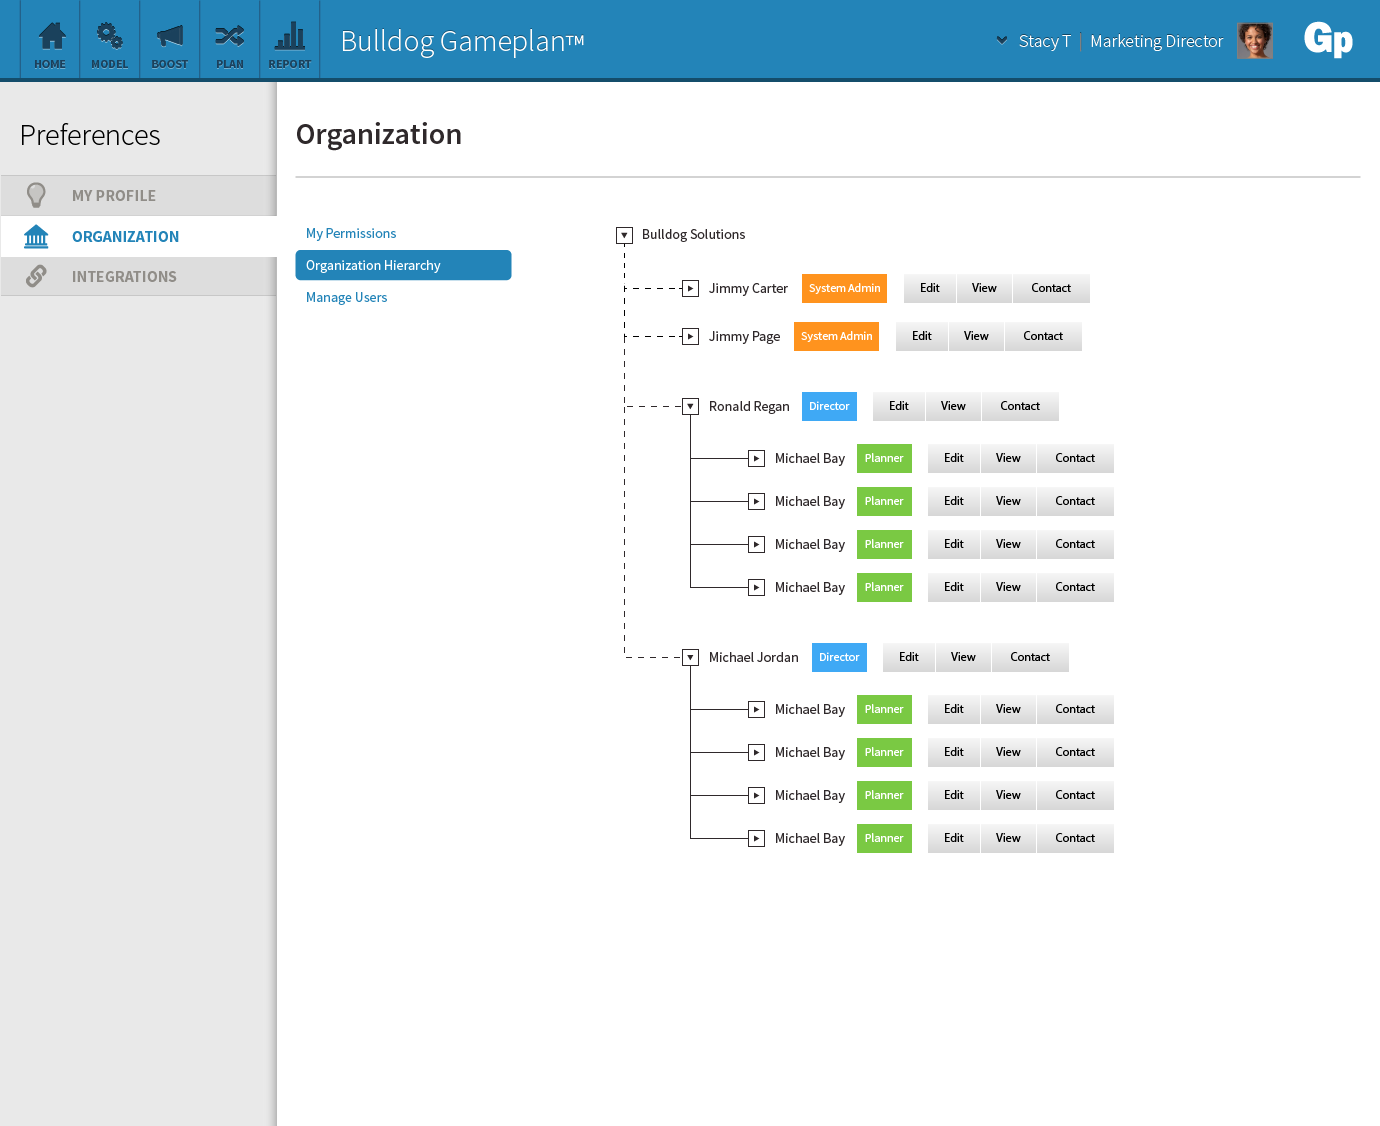 HOME MODEL BOOST PLAN REPORT
Bulldog Gameplan™
Stacy T | Marketing Director
Gp
Preferences
MY PROFILE
ORGANIZATION
INTEGRATIONS
Organization
My Permissions
Organization Hierarchy
Manage Users
Bulldog Solutions
Jimmy Carter System Admin Edit View Contact
Jimmy Page System Admin Edit View Contact
Ronald Regan Director Edit View Contact
Michael Bay Planner Edit View Contact
Michael Bay Planner Edit View Contact
Michael Bay Planner Edit View Contact
Michael Bay Planner Edit View Contact
Michael Jordan Director Edit View Contact
Michael Bay Planner Edit View Contact
Michael Bay Planner Edit View Contact
Michael Bay Planner Edit View Contact
Michael Bay Planner Edit View Contact